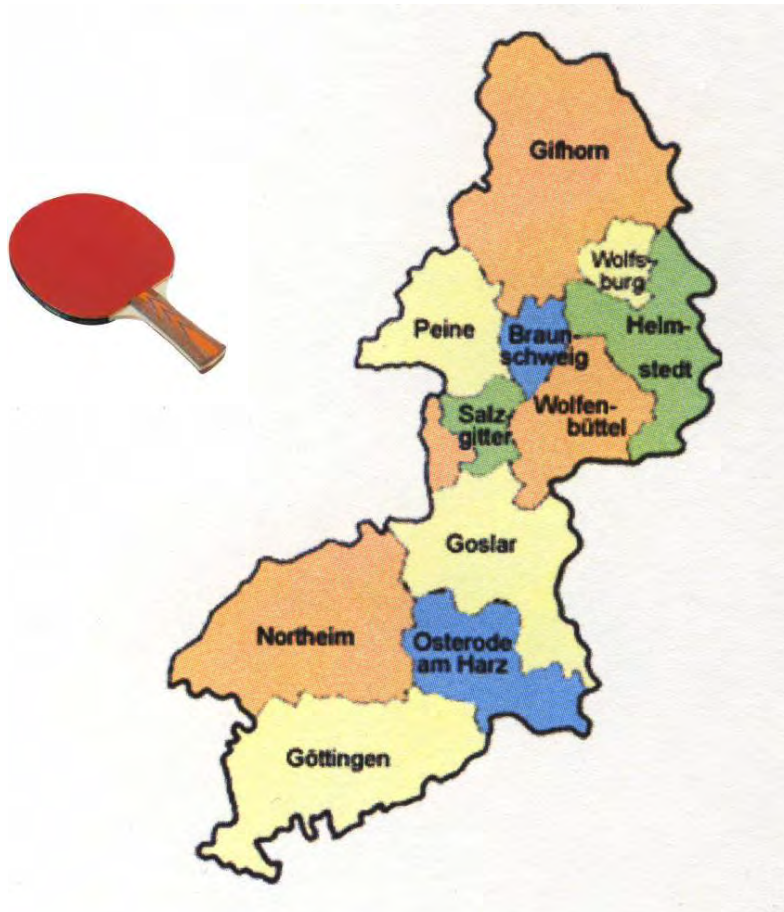 Gifhorn
Wolfs-
burg
Peine
Braun-
schweig
Helm-
stedt
Salz-
gitter
Wolfen-
büttel
Goslar
Northeim
Osterode
am Harz
Göttingen